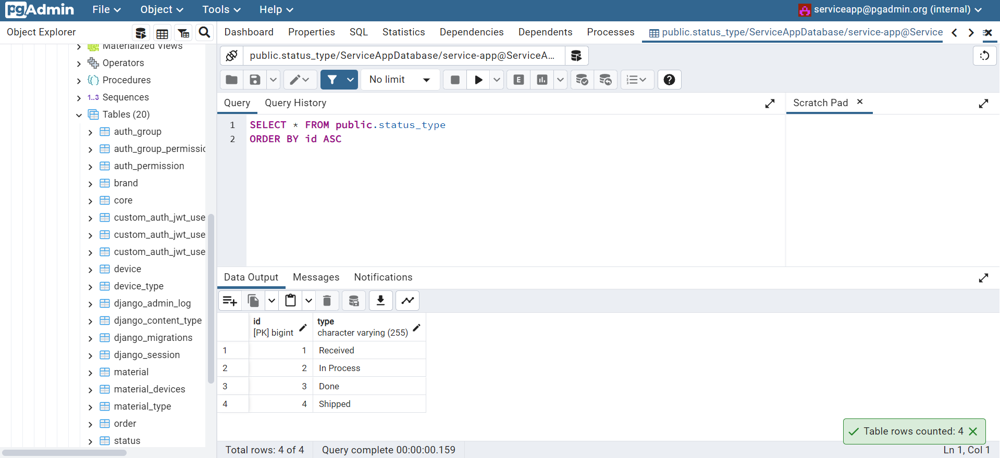 pgAdmin File Object Tools Help serviceapp@pgadmin.org (internal)
Object Explorer
Dashboard Properties SQL Statistics Dependencies Dependents Processes public.status_type/ServiceAppDatabase/service-app@Service
public.status_type/ServiceAppDatabase/service-app@ServiceA...
No limit
E
Materialized Views
Operators
Procedures
1..3 Sequences
Tables (20)
auth_group
auth_group_permissic
auth_permission
brand
core
custom_auth_jwt_use
custom_auth_jwt_use
custom_auth_jwt_use
device
device_type
django_admin_log
django_content_type
django_migrations
django_session
material
material_devices
material_type
order
status
Query Query History
Scratch Pad
1 SELECT * FROM public.status_type
2 ORDER BY id ASC
Data Output Messages Notifications
id type
[PK] bigint character varying (255)
1 1 Received
2 2 In Process
3 3 Done
4 4 Shipped
Table rows counted: 4
Total rows: 4 of 4 Query complete 00:00:00.159 Ln 1, Col 1